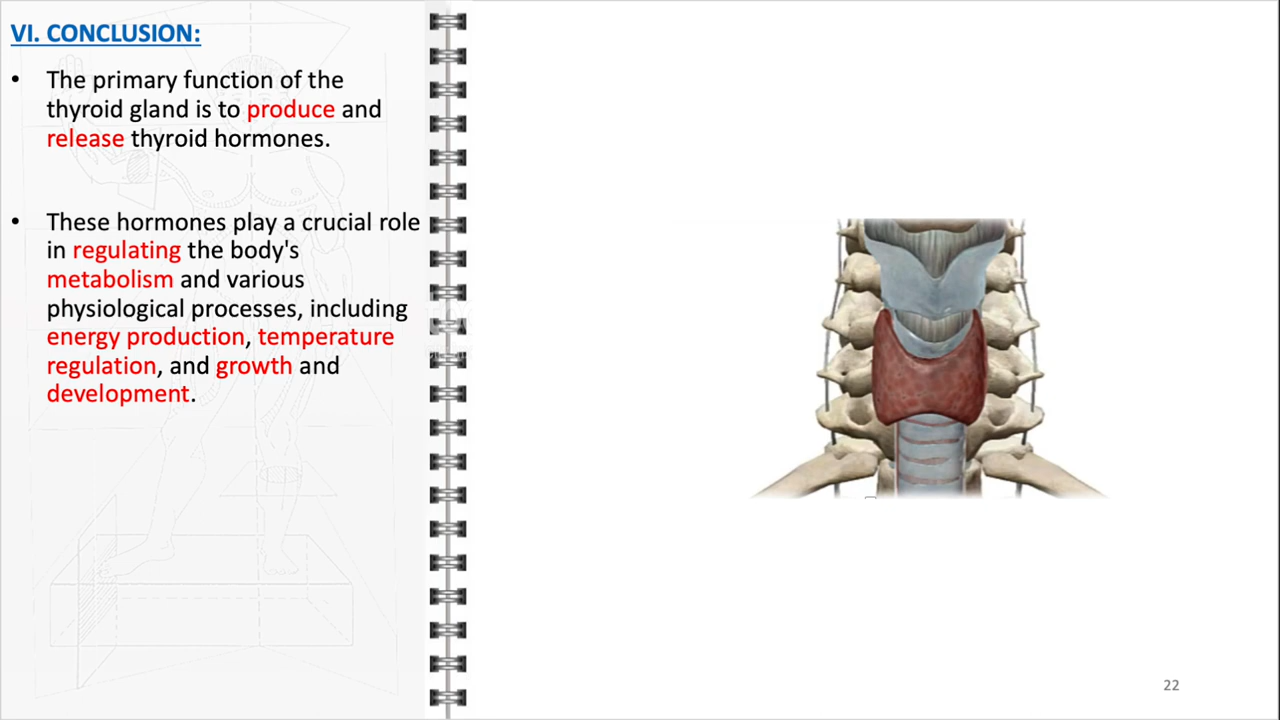 VI. CONCLUSION:
• The primary function of the
thyroid gland is to produce and
release thyroid hormones.
• These hormones play a crucial role
in regulating the body's
metabolism and various
physiological processes, including
energy production, temperature
regulation, and growth and
development.
22